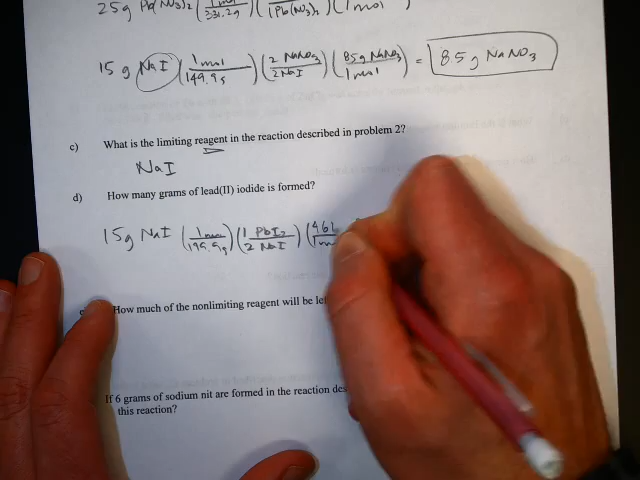 25g Pb(NO3)2 (1mol / 331.2g) ( / 1Pb(NO3)2) ( / 1mol )
15 g NaI (1mol / 149.9g) (2 NaNO3 / 2NaI) (85g NaNO3 / 1mol) = 8.5 g NaNO3
c) What is the limiting reagent in the reaction described in problem 2?
NaI
d) How many grams of lead(II) iodide is formed?
15g NaI (1mol / 149.9g) (1 PbI2 / 2 NaI) (461 / 1m
How much of the nonlimiting reagent will be lef
If 6 grams of sodium nit are formed in the reaction des
this reaction?